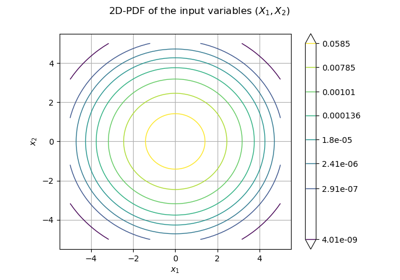 2D-PDF of the input variables (X₁, X₂)
4
2
0
−2
−4
x₂
−4
−2
0
2
4
x₁
0.0585
0.00785
0.00101
0.000136
1.8e-05
2.41e-06
2.91e-07
4.01e-09